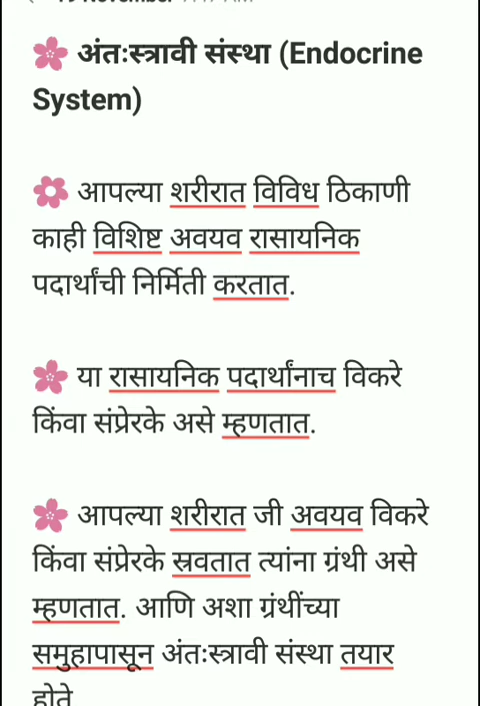 🌸 अंतःस्त्रावी संस्था (Endocrine
System)
💮 आपल्या शरीरात विविध ठिकाणी
काही विशिष्ट अवयव रासायनिक
पदार्थांची निर्मिती करतात.
🌸 या रासायनिक पदार्थांनाच विकरे
किंवा संप्रेरके असे म्हणतात.
🌸 आपल्या शरीरात जी अवयव विकरे
किंवा संप्रेरके स्रवतात त्यांना ग्रंथी असे
म्हणतात. आणि अशा ग्रंथींच्या
समुहापासून अंतःस्त्रावी संस्था तयार
होते